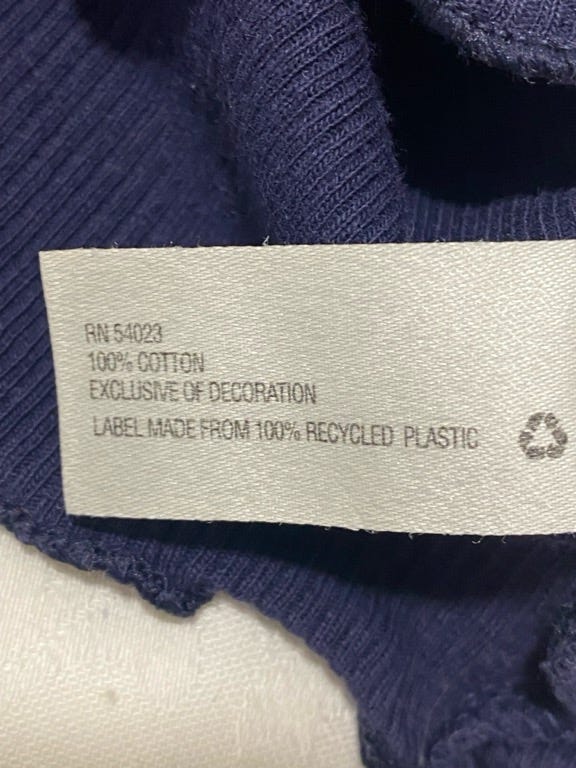 RN 54023
100% COTTON
EXCLUSIVE OF DECORATION
LABEL MADE FROM 100% RECYCLED PLASTIC